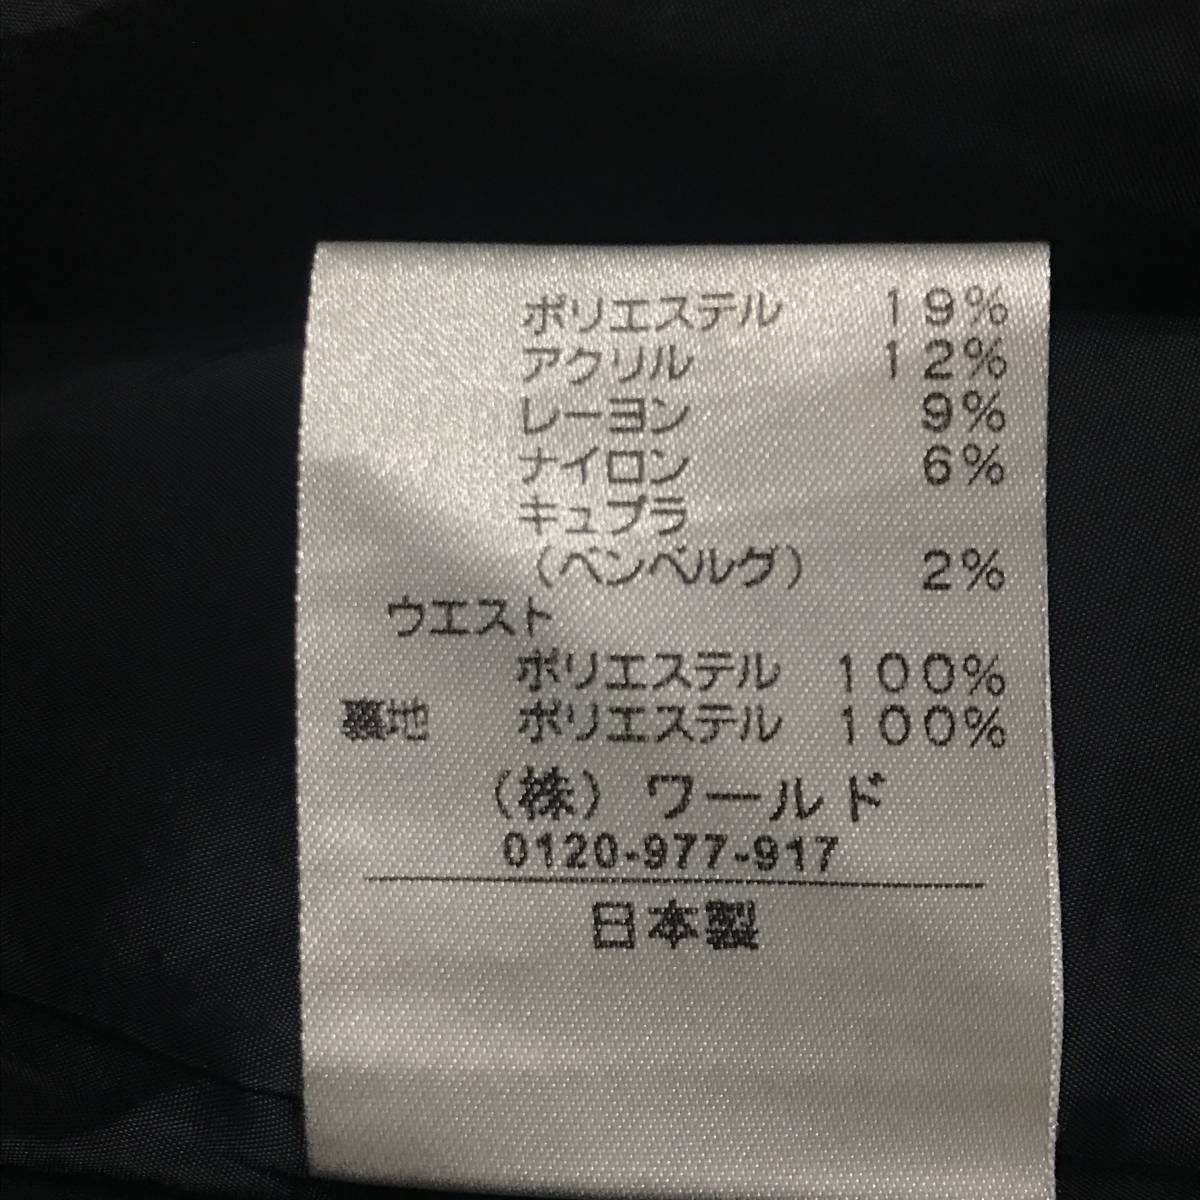 ポリエステル 19%
アクリル 12%
レーヨン 9%
ナイロン 6%
キュプラ
(ベンベルグ) 2%
ウエスト
ポリエステル 100%
裏地 ポリエステル 100%
(株) ワールド
0120-977-917
日本製